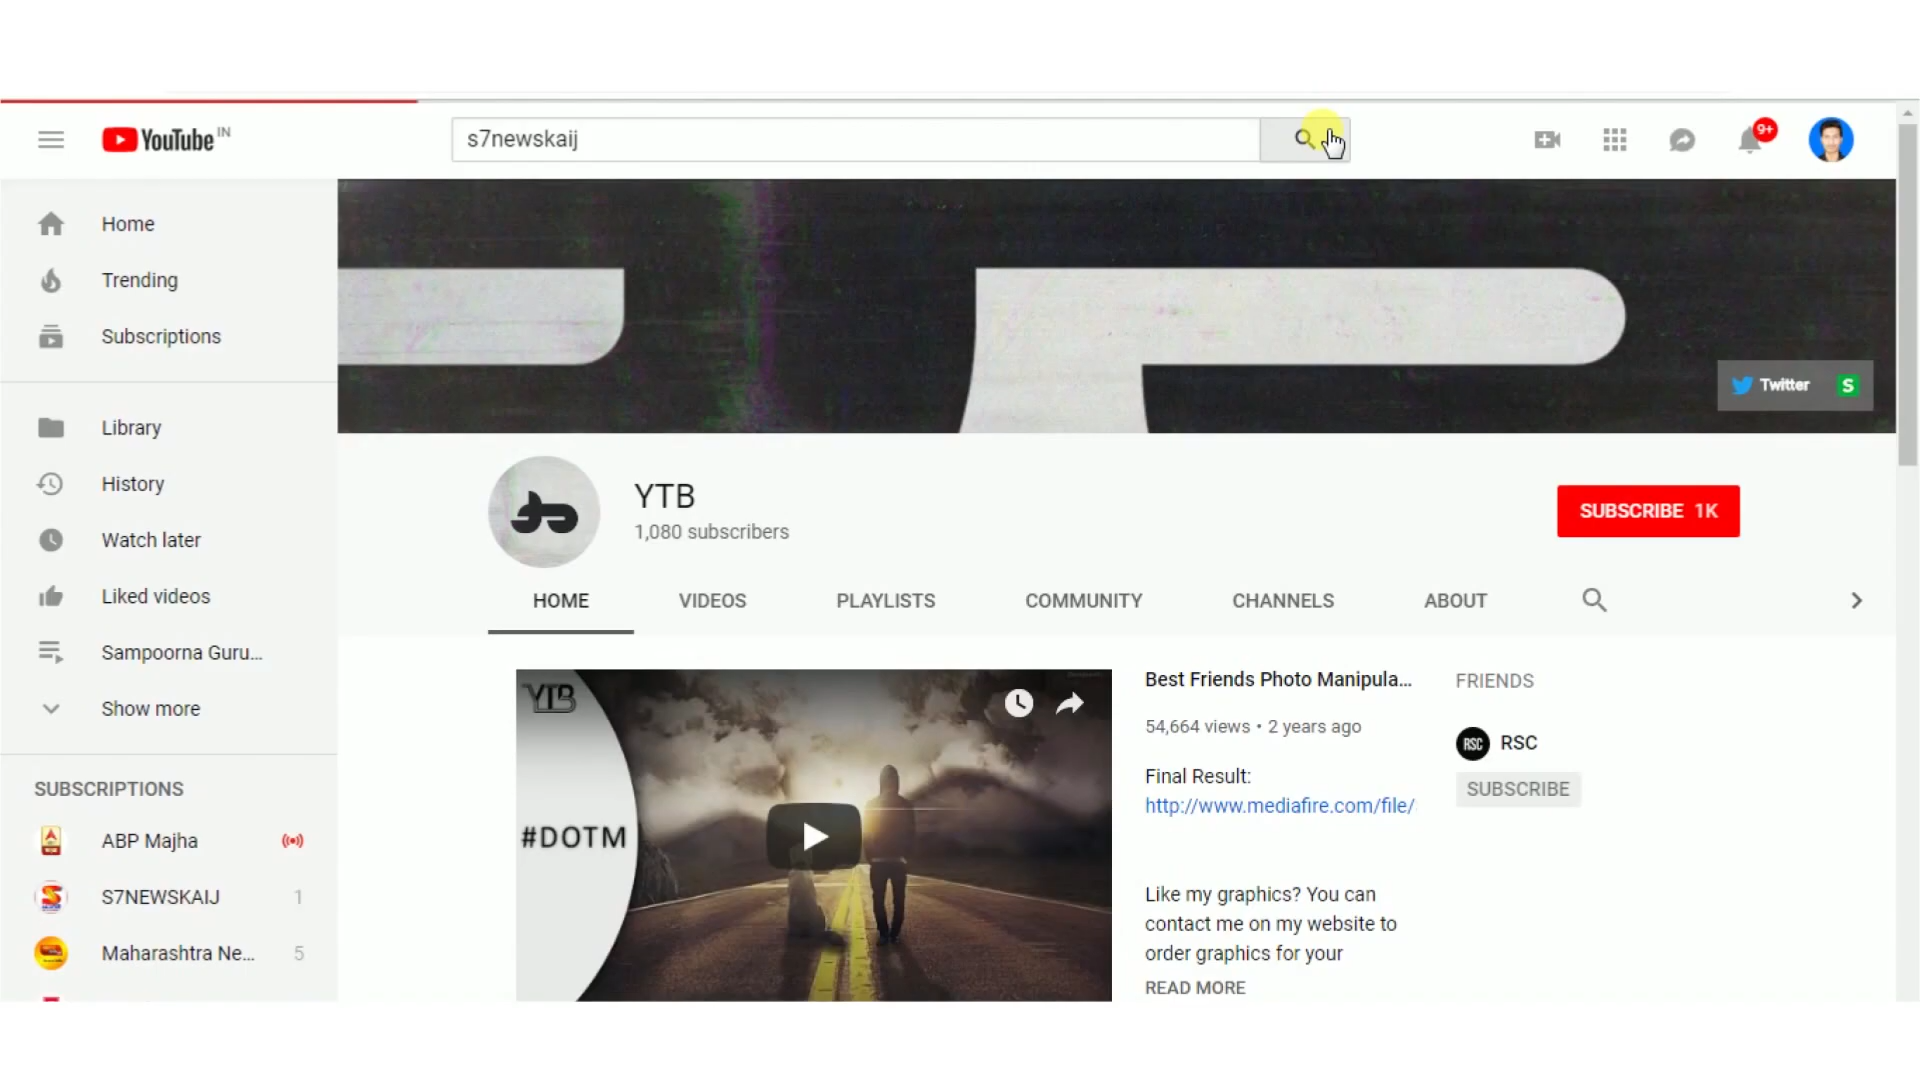 YouTube IN
s7newskaij
9+
Home
Trending
Subscriptions
Library
History
Watch later
Liked videos
Sampoorna Guru...
Show more
SUBSCRIPTIONS
ABP Majha
S7NEWSKAIJ 1
Maharashtra Ne... 5
Twitter S
YTB
1,080 subscribers
SUBSCRIBE 1K
HOME VIDEOS PLAYLISTS COMMUNITY CHANNELS ABOUT
YTB
#DOTM
Best Friends Photo Manipula...
54,664 views • 2 years ago
Final Result:
http://www.mediafire.com/file/
Like my graphics? You can
contact me on my website to
order graphics for your
READ MORE
FRIENDS
RSC RSC
SUBSCRIBE